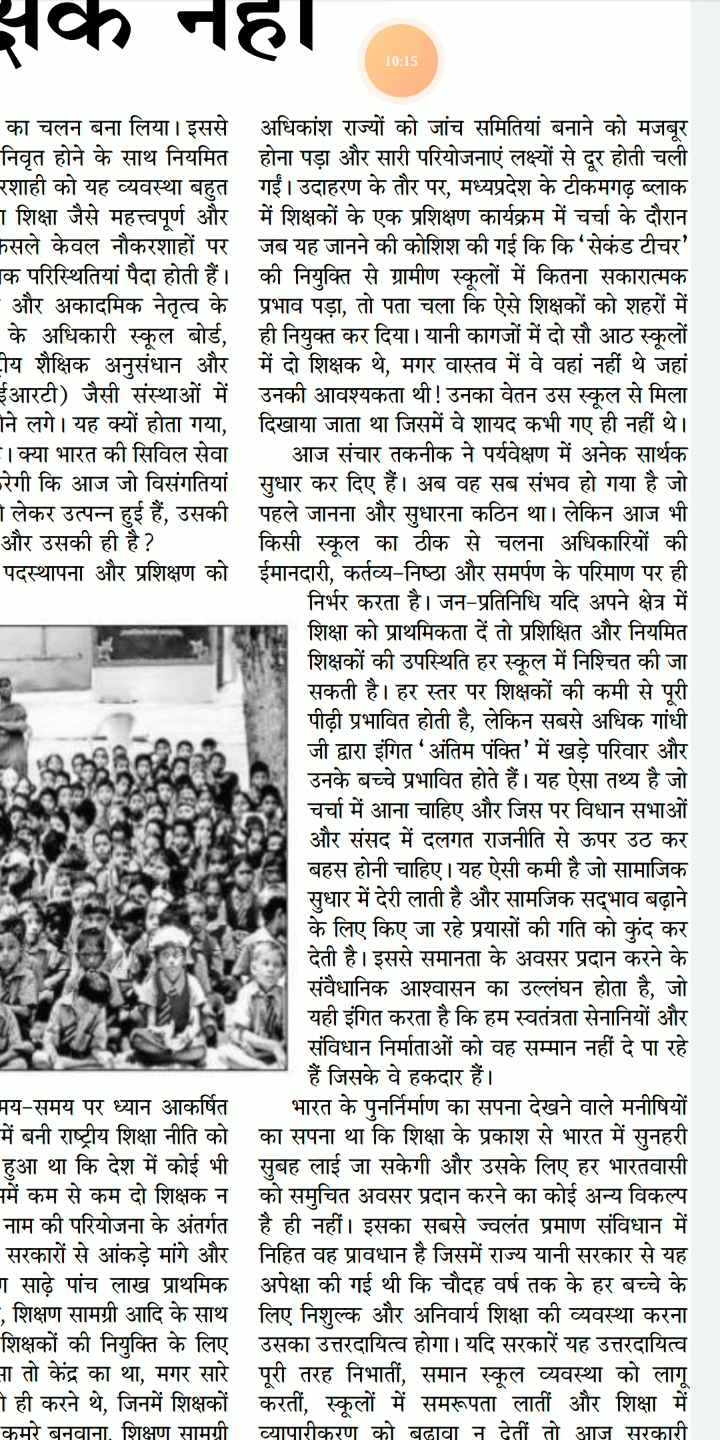 क्षक नहीं
10:15
का चलन बना लिया। इससे
निवृत होने के साथ नियमित
रशाही को यह व्यवस्था बहुत
शिक्षा जैसे महत्त्वपूर्ण और
केवल नौकरशाहों पर
परिस्थितियां पैदा होती हैं।
और अकादमिक नेतृत्व के
के अधिकारी स्कूल बोर्ड,
शैक्षिक अनुसंधान और
ईआरटी) जैसी संस्थाओं में
लगे। यह क्यों होता गया,
। क्या भारत की सिविल सेवा
करेगी कि आज जो विसंगतियां
लेकर उत्पन्न हुई हैं, उसकी
और उसकी ही है?
पदस्थापना और प्रशिक्षण को
मय-समय पर ध्यान आकर्षित
में बनी राष्ट्रीय शिक्षा नीति को
हुआ था कि देश में कोई भी
में कम से कम दो शिक्षक न
नाम की परियोजना के अंतर्गत
सरकारों से आंकड़े मांगे और
साढ़े पांच लाख प्राथमिक
, शिक्षण सामग्री आदि के साथ
शिक्षकों की नियुक्ति के लिए
तो केंद्र का था, मगर सारे
ही करने थे, जिनमें शिक्षकों
कमरे बनवाना, शिक्षण सामग्री
अधिकांश राज्यों को जांच समितियां बनाने को मजबूर
होना पड़ा और सारी परियोजनाएं लक्ष्यों से दूर होती चली
गईं। उदाहरण के तौर पर, मध्यप्रदेश के टीकमगढ़ ब्लाक
में शिक्षकों के एक प्रशिक्षण कार्यक्रम में चर्चा के दौरान
जब यह जानने की कोशिश की गई कि कि ‘सेकंड टीचर’
की नियुक्ति से ग्रामीण स्कूलों में कितना सकारात्मक
प्रभाव पड़ा, तो पता चला कि ऐसे शिक्षकों को शहरों में
ही नियुक्त कर दिया। यानी कागजों में दो सौ आठ स्कूलों
में दो शिक्षक थे, मगर वास्तव में वे वहां नहीं थे जहां
उनकी आवश्यकता थी! उनका वेतन उस स्कूल से मिला
दिखाया जाता था जिसमें वे शायद कभी गए ही नहीं थे।
आज संचार तकनीक ने पर्यवेक्षण में अनेक सार्थक
सुधार कर दिए हैं। अब वह सब संभव हो गया है जो
पहले जानना और सुधारना कठिन था। लेकिन आज भी
किसी स्कूल का ठीक से चलना अधिकारियों की
ईमानदारी, कर्तव्य-निष्ठा और समर्पण के परिमाण पर ही
निर्भर करता है। जन-प्रतिनिधि यदि अपने क्षेत्र में
शिक्षा को प्राथमिकता दें तो प्रशिक्षित और नियमित
शिक्षकों की उपस्थिति हर स्कूल में निश्चित की जा
सकती है। हर स्तर पर शिक्षकों की कमी से पूरी
पीढ़ी प्रभावित होती है, लेकिन सबसे अधिक गांधी
जी द्वारा इंगित ‘अंतिम पंक्ति’ में खड़े परिवार और
उनके बच्चे प्रभावित होते हैं। यह ऐसा तथ्य है जो
चर्चा में आना चाहिए और जिस पर विधान सभाओं
और संसद में दलगत राजनीति से ऊपर उठ कर
बहस होनी चाहिए। यह ऐसी कमी है जो सामाजिक
सुधार में देरी लाती है और सामजिक सद्‌भाव बढ़ाने
के लिए किए जा रहे प्रयासों की गति को कुंद कर
देती है। इससे समानता के अवसर प्रदान करने के
संवैधानिक आश्वासन का उल्लंघन होता है, जो
यही इंगित करता है कि हम स्वतंत्रता सेनानियों और
संविधान निर्माताओं को वह सम्मान नहीं दे पा रहे
हैं जिसके वे हकदार हैं।
भारत के पुनर्निर्माण का सपना देखने वाले मनीषियों
का सपना था कि शिक्षा के प्रकाश से भारत में सुनहरी
सुबह लाई जा सकेगी और उसके लिए हर भारतवासी
को समुचित अवसर प्रदान करने का कोई अन्य विकल्प
है ही नहीं। इसका सबसे ज्वलंत प्रमाण संविधान में
निहित वह प्रावधान है जिसमें राज्य यानी सरकार से यह
अपेक्षा की गई थी कि चौदह वर्ष तक के हर बच्चे के
लिए निशुल्क और अनिवार्य शिक्षा की व्यवस्था करना
उसका उत्तरदायित्व होगा। यदि सरकारें यह उत्तरदायित्व
पूरी तरह निभातीं, समान स्कूल व्यवस्था को लागू
करतीं, स्कूलों में समरूपता लातीं और शिक्षा में
व्यापारीकरण को बढ़ावा न देतीं तो आज सरकारी